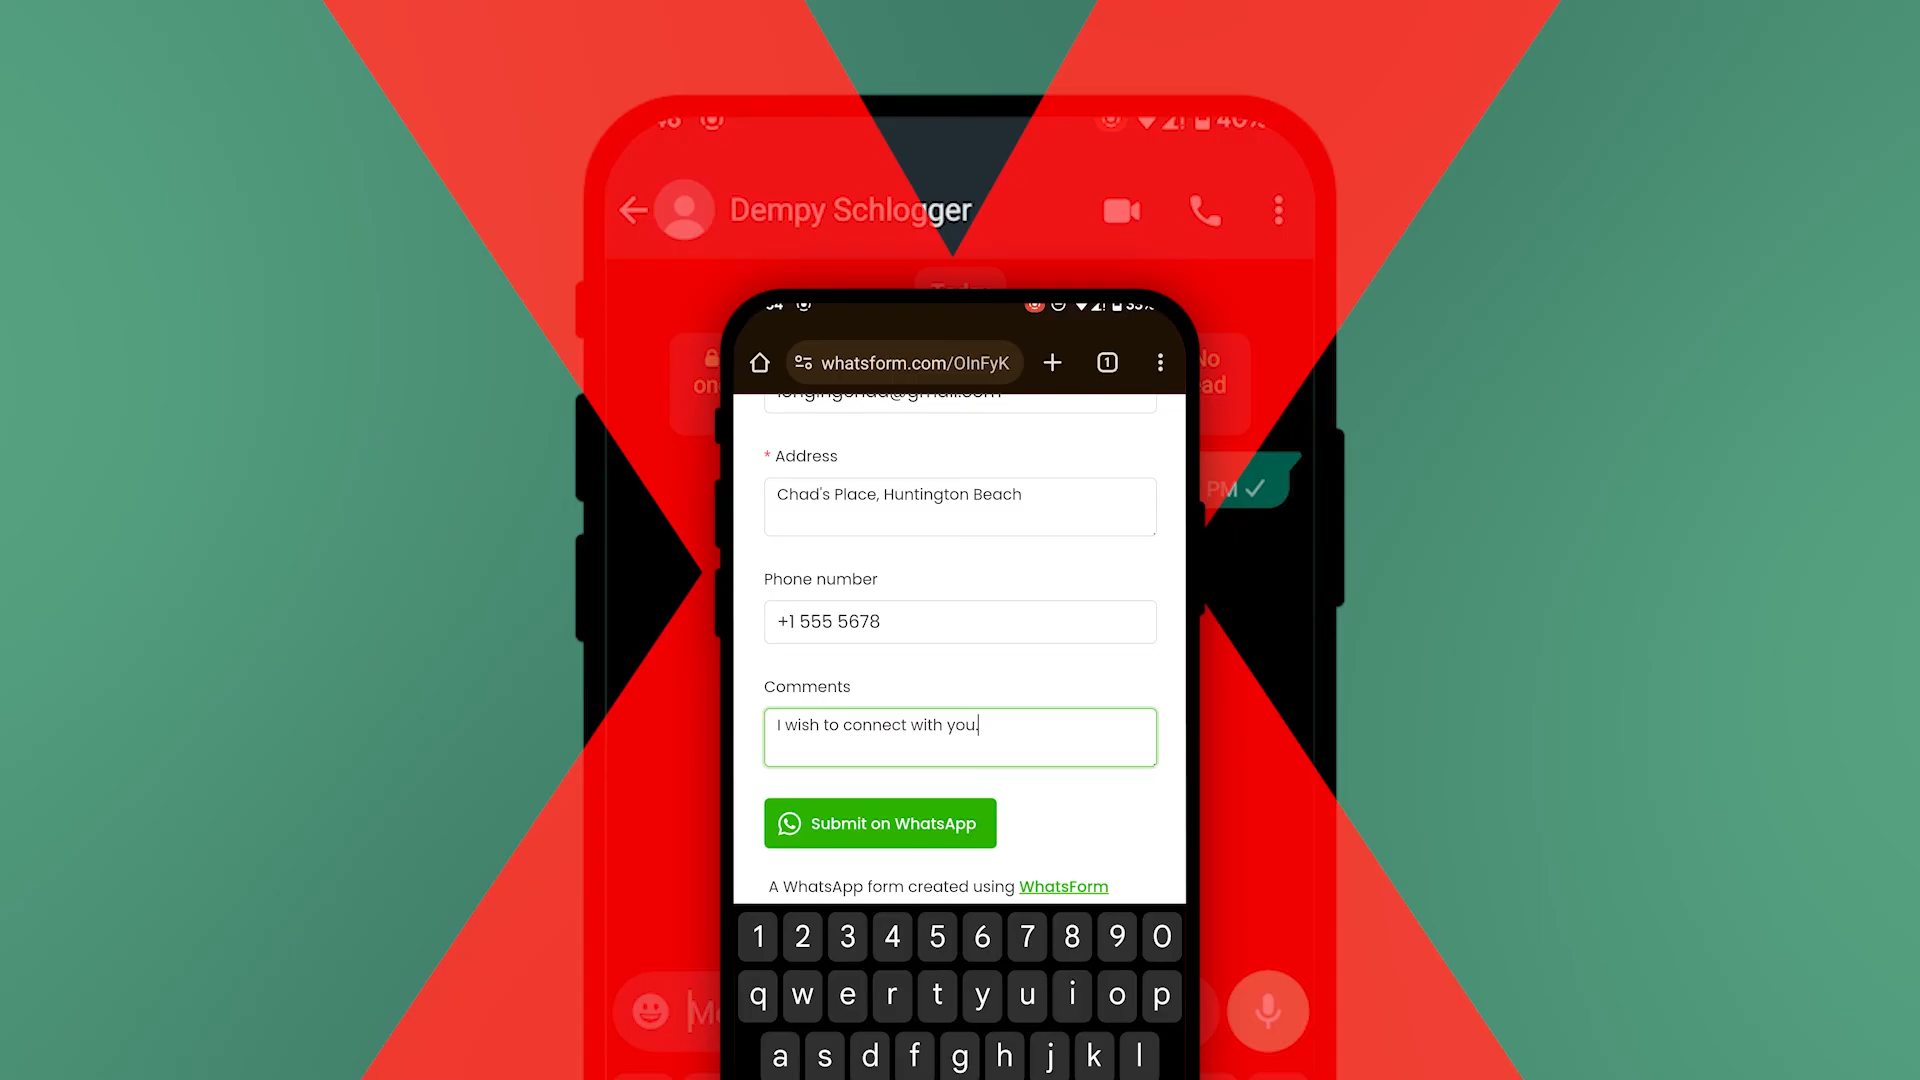 Dempy Schlogger
whatsform.com/OInFyK
* Address
Chad's Place, Huntington Beach
Phone number
+1 555 5678
Comments
I wish to connect with you.
PM
Submit on WhatsApp
A WhatsApp form created using WhatsForm
1 2 3 4 5 6 7 8 9 0
q w e r t y u i o p
a s d f g h j k l